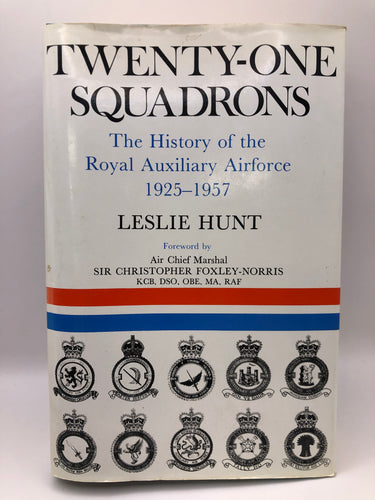 TWENTY-ONE
SQUADRONS
The History of the
Royal Auxiliary Airforce
1925–1957
LESLIE HUNT
Foreword by
Air Chief Marshal
SIR CHRISTOPHER FOXLEY-NORRIS
KCB, DSO, OBE, MA, RAF